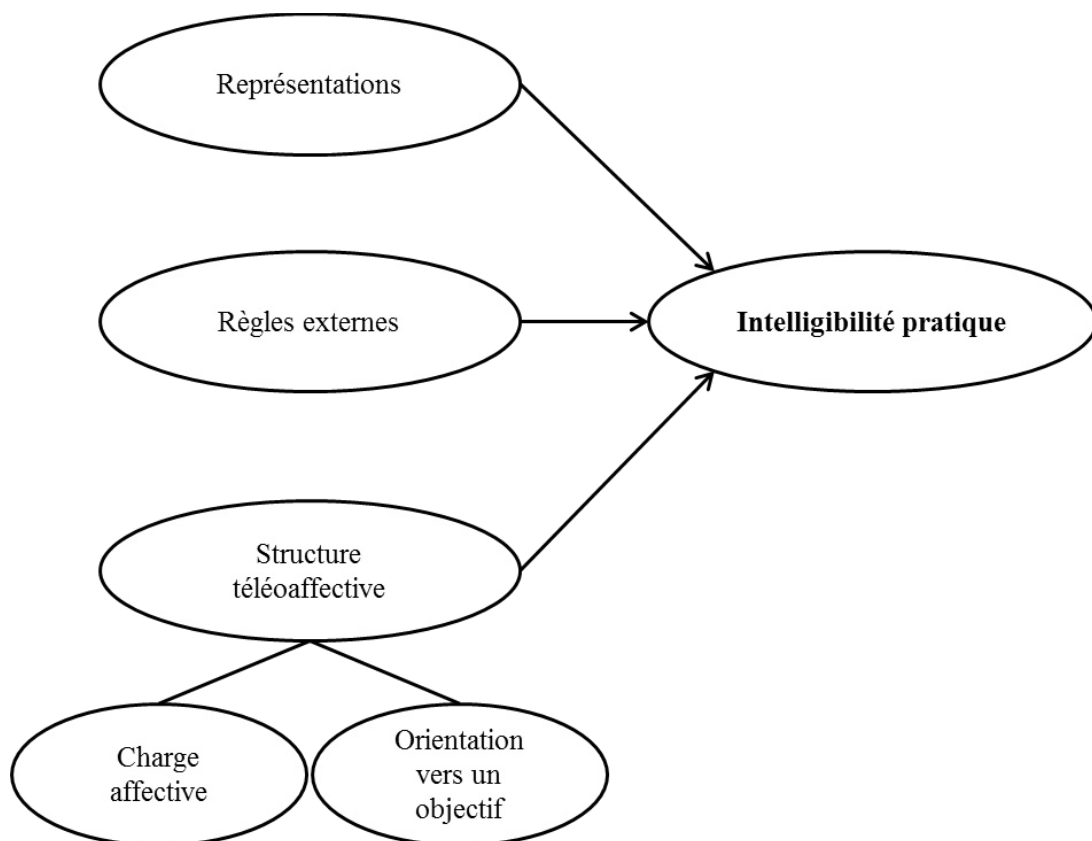 Représentations
Règles externes
Intelligibilité pratique
Structure
téléoaffective
Charge
affective
Orientation
vers un
objectif